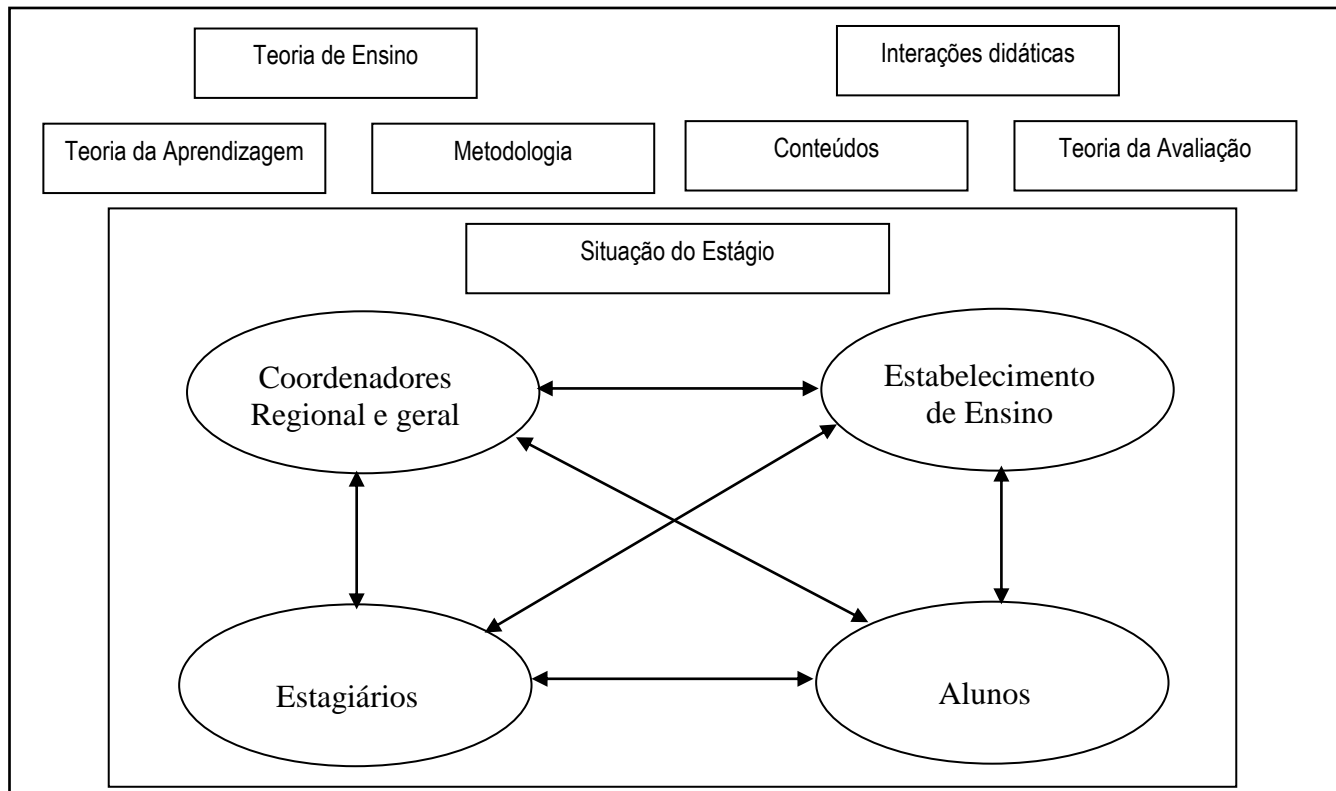 Teoria de Ensino
Interações didáticas
Teoria da Aprendizagem
Metodologia
Conteúdos
Teoria da Avaliação
Situação do Estágio
Coordenadores
Regional e geral
Estabelecimento
de Ensino
Estagiários
Alunos